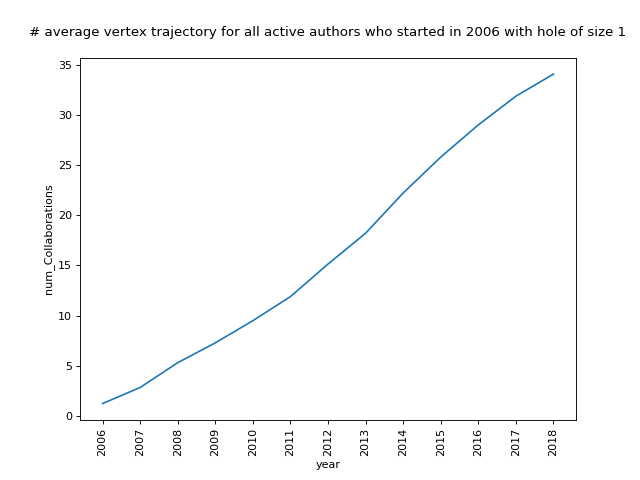 # average vertex trajectory for all active authors who started in 2006 with hole of size 1
35
30
25
20
15
10
5
0
num_Collaborations
2006 2007 2008 2009 2010 2011 2012 2013 2014 2015 2016 2017 2018
year